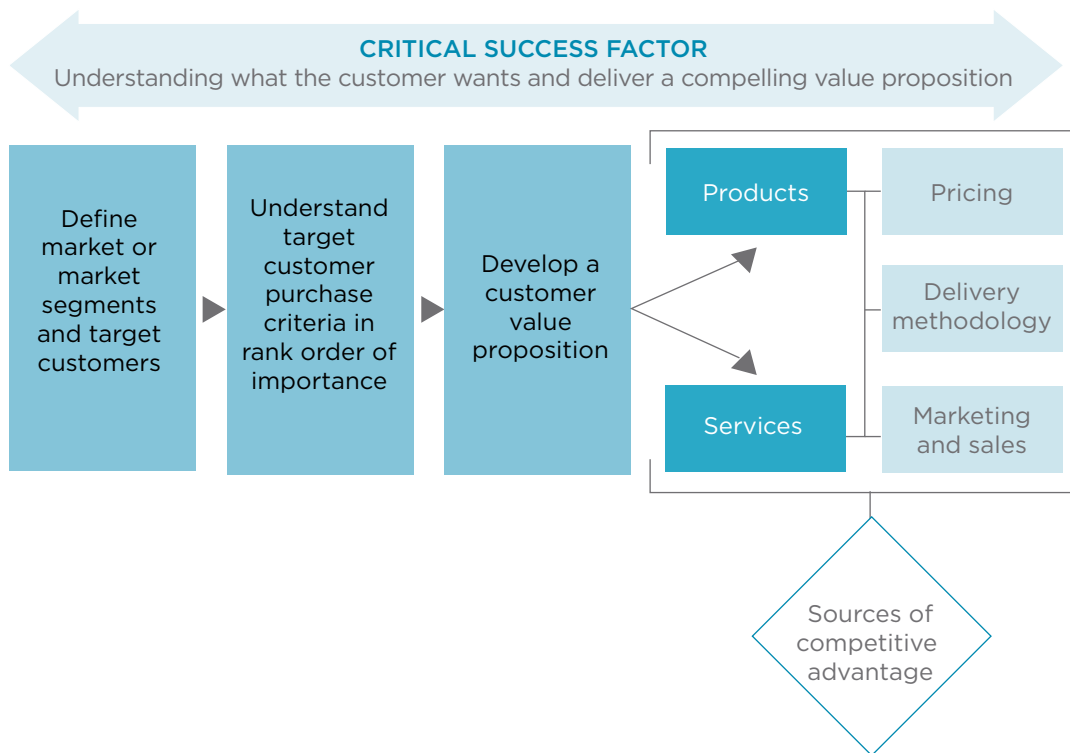 CRITICAL SUCCESS FACTOR
Understanding what the customer wants and deliver a compelling value proposition
Define
market or
market
segments
and target
customers
Understand
target
customer
purchase
criteria in
rank order of
importance
Develop a
customer
value
proposition
Products
Services
Pricing
Delivery
methodology
Marketing
and sales
Sources of
competitive
advantage